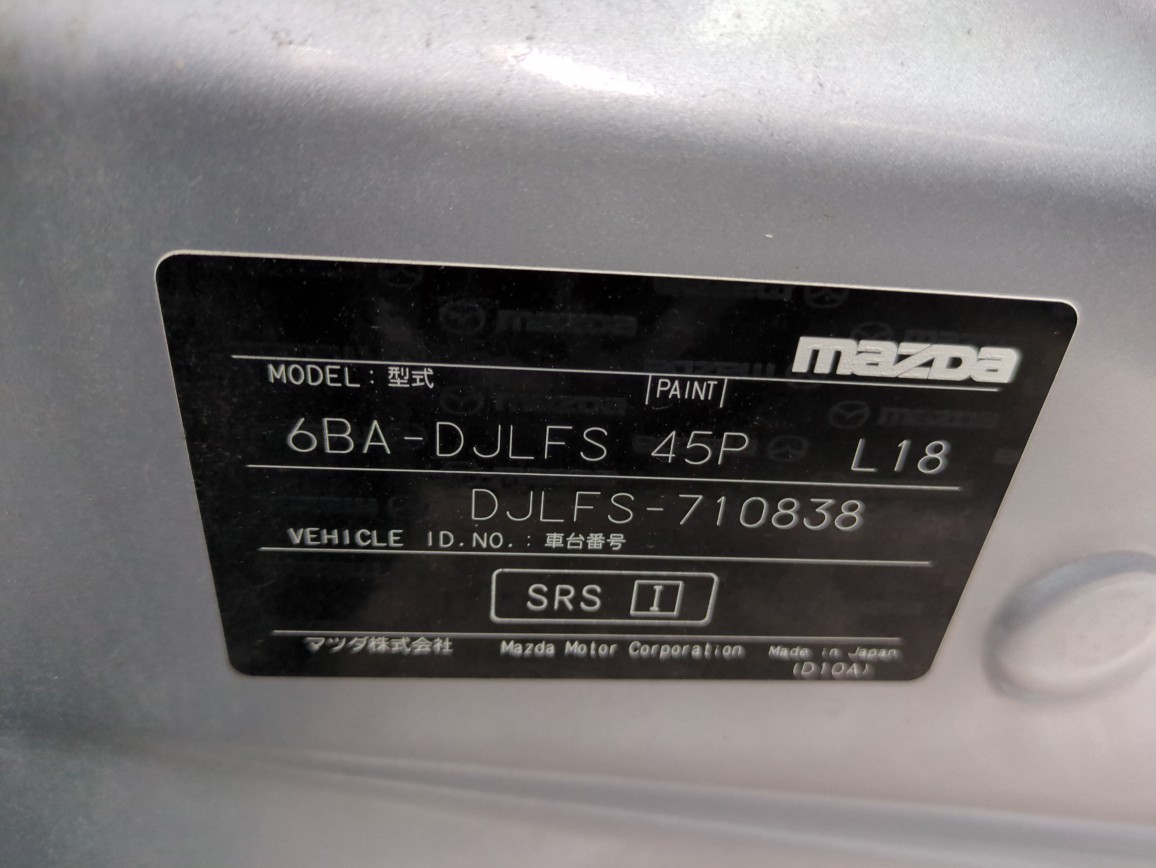 mazDa
MODEL : 型式 PAINT
6BA-DJLFS 45P L18
DJLFS-710838
VEHICLE ID.NO. : 車台番号
SRS I
マツダ株式会社 Mazda Motor Corporation Made in Japan
(D10A)